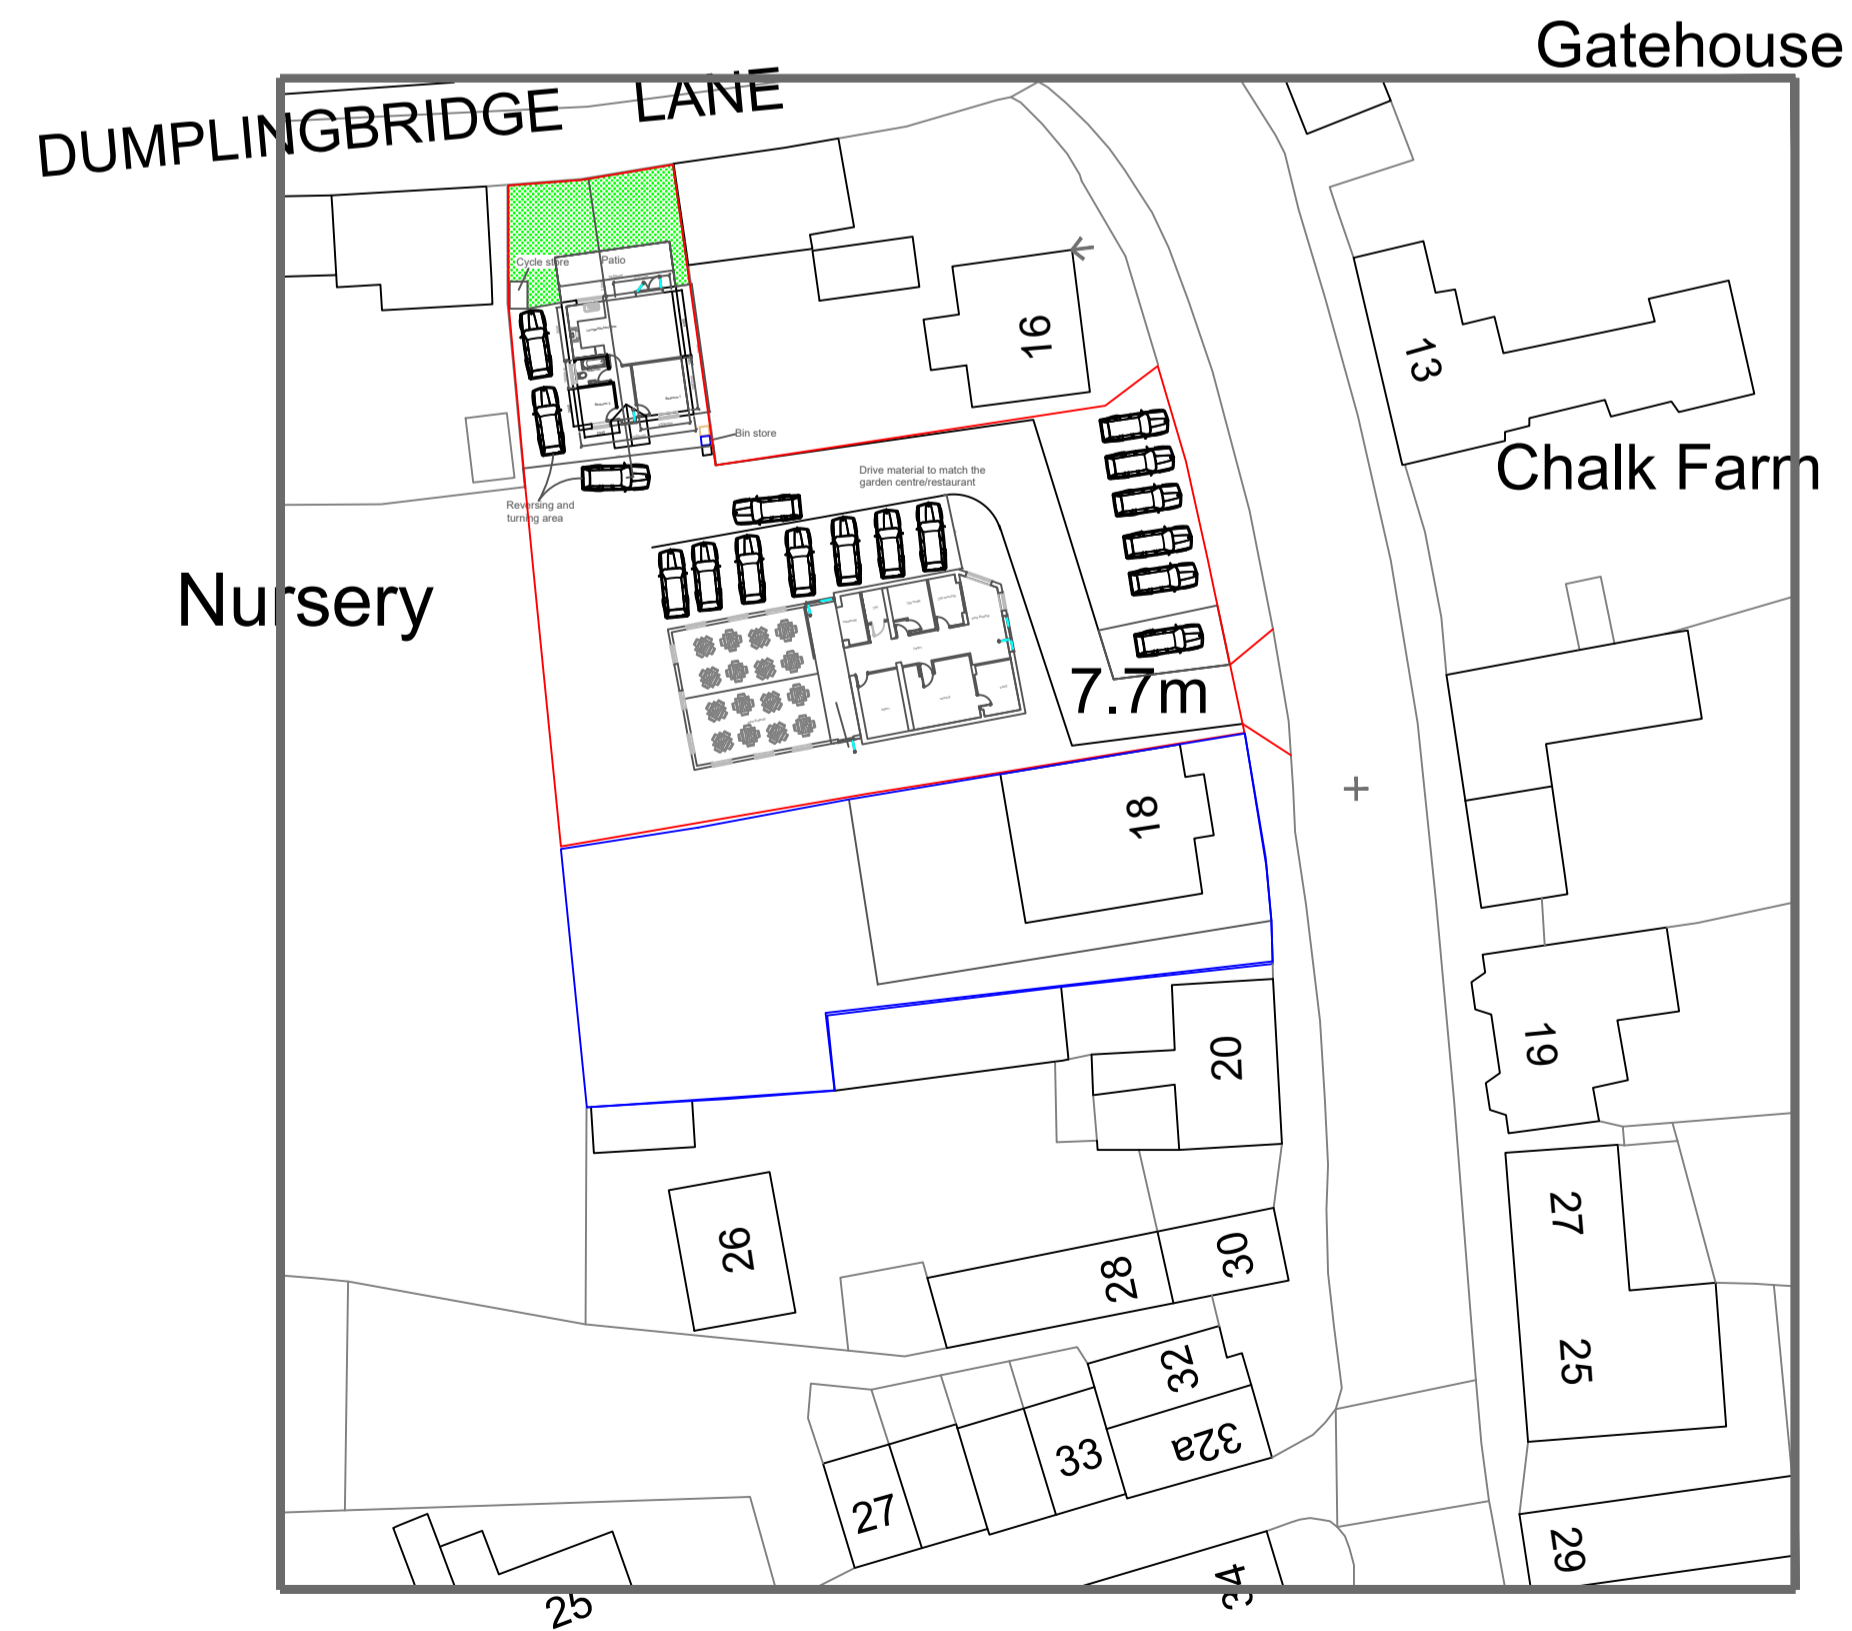 Gatehouse
DUMPLINGBRIDGE LANE
Cycle store
Patio
16
13
Bin store
Chalk Farm
Drive material to match the
garden centre/restaurant
Reversing and
turning area
Nursery
7.7m
18
19
20
27
26
28
30
25
32
32a
33
27
29
34
25